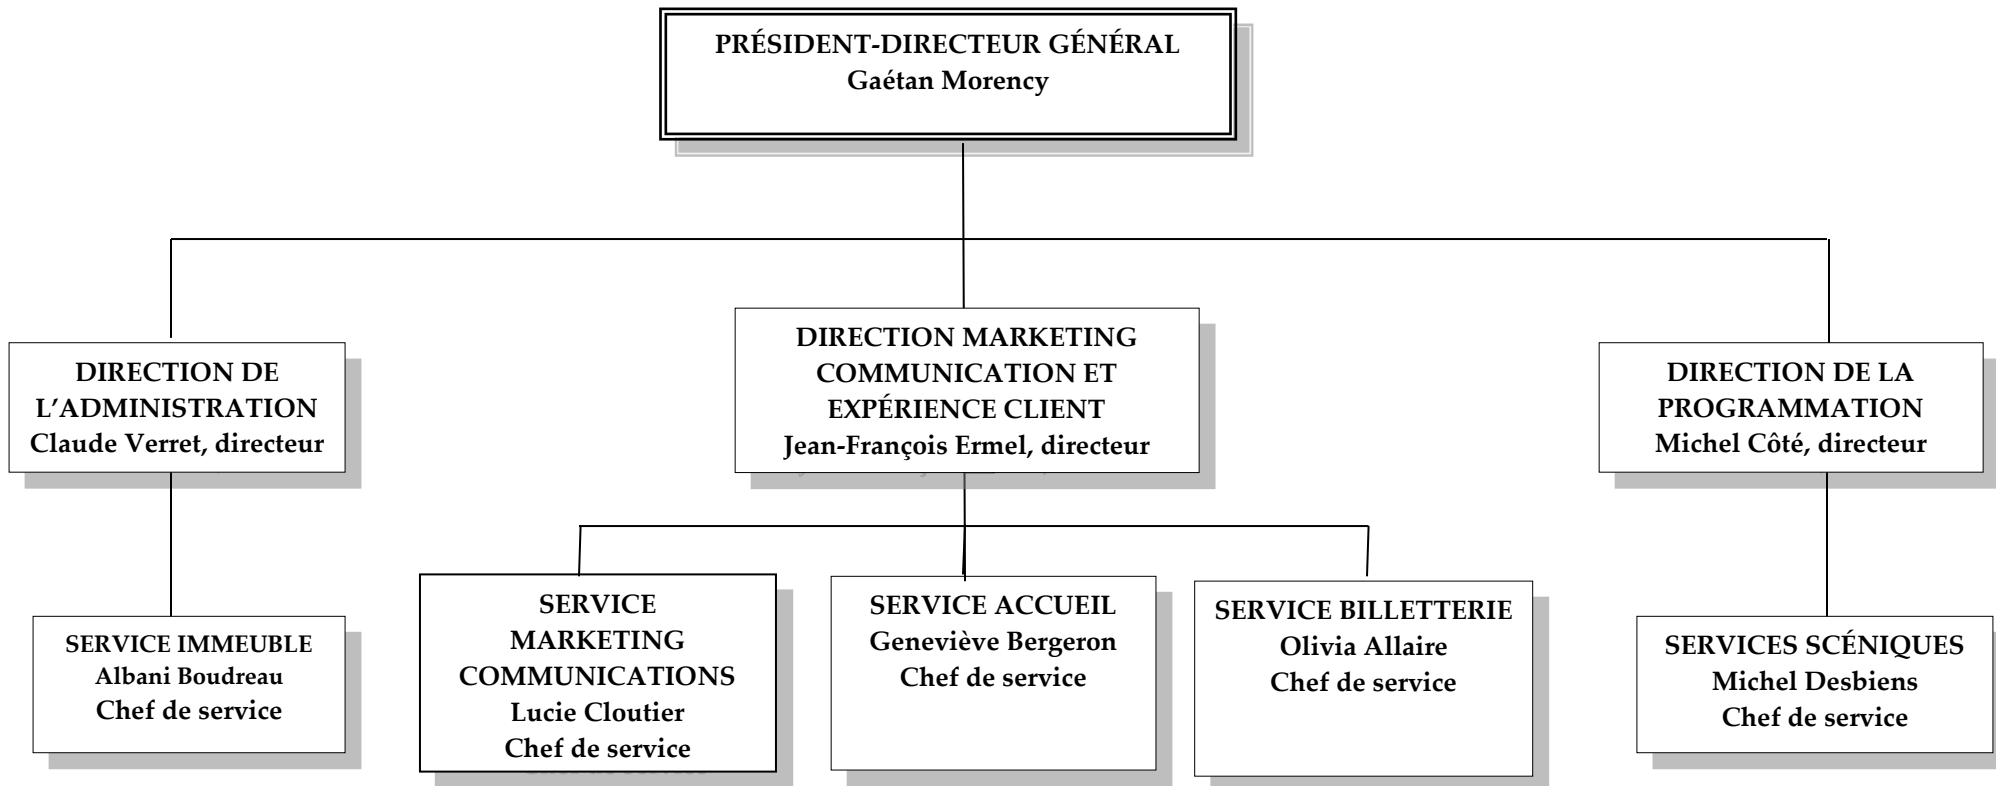 PRÉSIDENT-DIRECTEUR GÉNÉRAL
Gaétan Morency
DIRECTION DE
L’ADMINISTRATION
Claude Verret, directeur
DIRECTION MARKETING
COMMUNICATION ET
EXPÉRIENCE CLIENT
Jean-François Ermel, directeur
DIRECTION DE LA
PROGRAMMATION
Michel Côté, directeur
SERVICE IMMEUBLE
Albani Boudreau
Chef de service
SERVICE
MARKETING
COMMUNICATIONS
Lucie Cloutier
Chef de service
SERVICE ACCUEIL
Geneviève Bergeron
Chef de service
SERVICE BILLETTERIE
Olivia Allaire
Chef de service
SERVICES SCÉNIQUES
Michel Desbiens
Chef de service